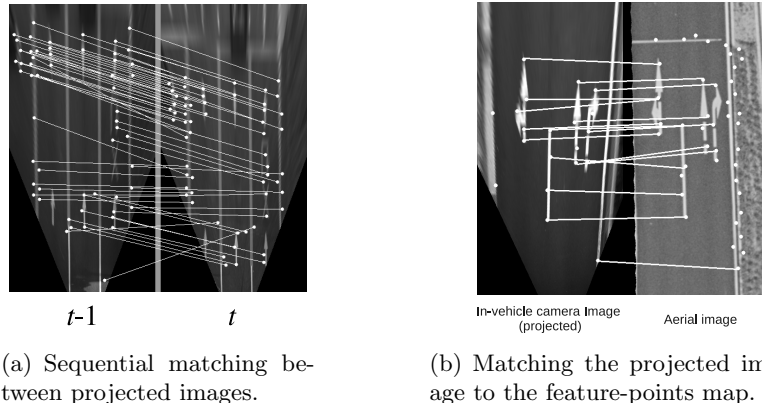 t-1
t
In-vehicle camera Image
(projected)
Aerial image
(a) Sequential matching be-
tween projected images.
(b) Matching the projected im
age to the feature-points map.